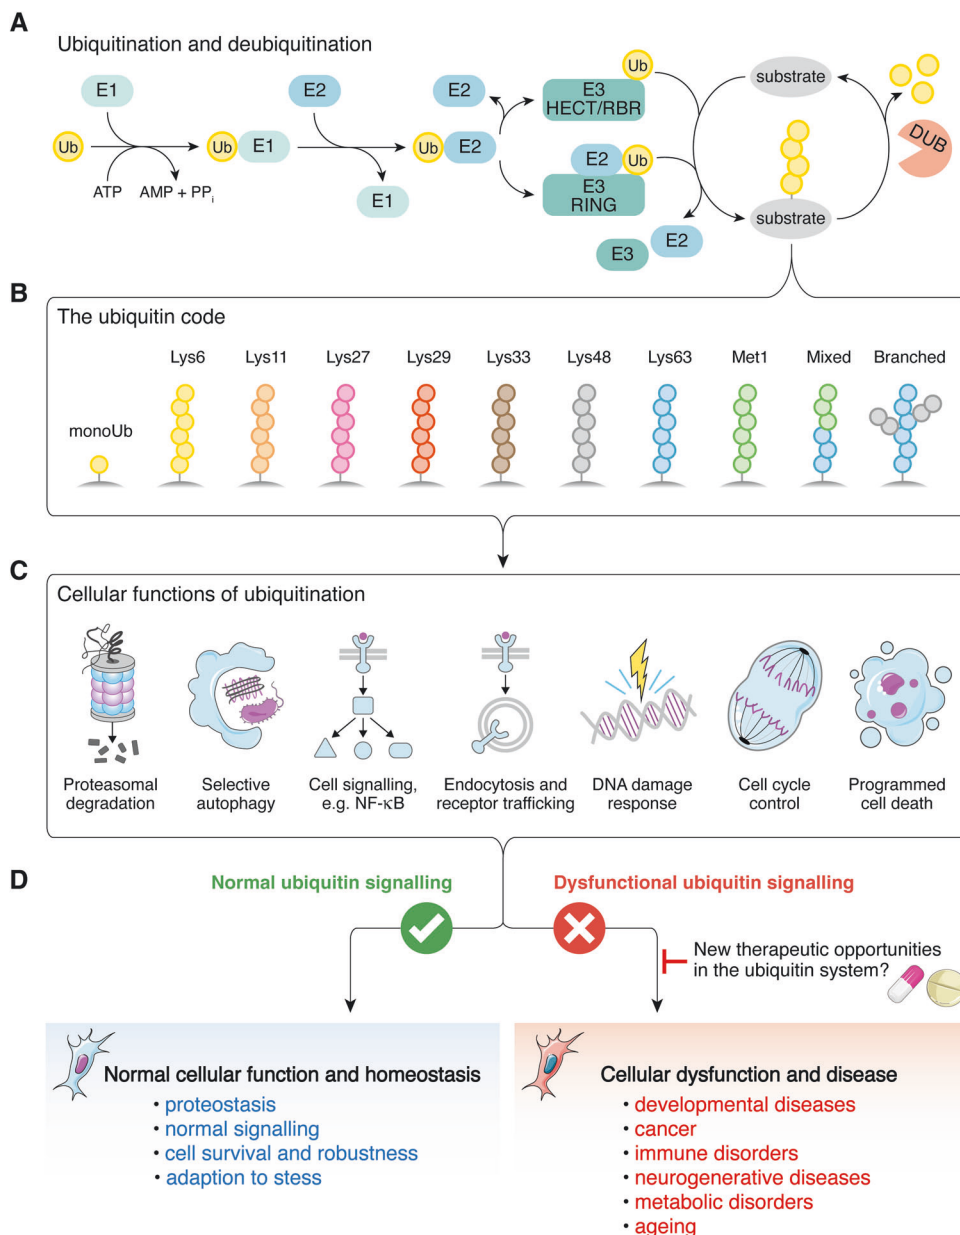 A
Ubiquitination and deubiquitination
E1
E2
E2
Ub
E3
HECT/RBR
substrate
Ub
Ub
E1
Ub
E2
DUB
ATP
AMP + PPi
E1
E2
Ub
E3
RING
substrate
E3
E2
B
The ubiquitin code
monoUb
Lys6
Lys11
Lys27
Lys29
Lys33
Lys48
Lys63
Met1
Mixed
Branched
C
Cellular functions of ubiquitination
Proteasomal
degradation
Selective
autophagy
Cell signalling,
e.g. NF-κB
Endocytosis and
receptor trafficking
DNA damage
response
Cell cycle
control
Programmed
cell death
D
Normal ubiquitin signalling
Dysfunctional ubiquitin signalling
New therapeutic opportunities
in the ubiquitin system?
Normal cellular function and homeostasis
• proteostasis
• normal signalling
• cell survival and robustness
• adaption to stess
Cellular dysfunction and disease
• developmental diseases
• cancer
• immune disorders
• neurogenerative diseases
• metabolic disorders
• ageing